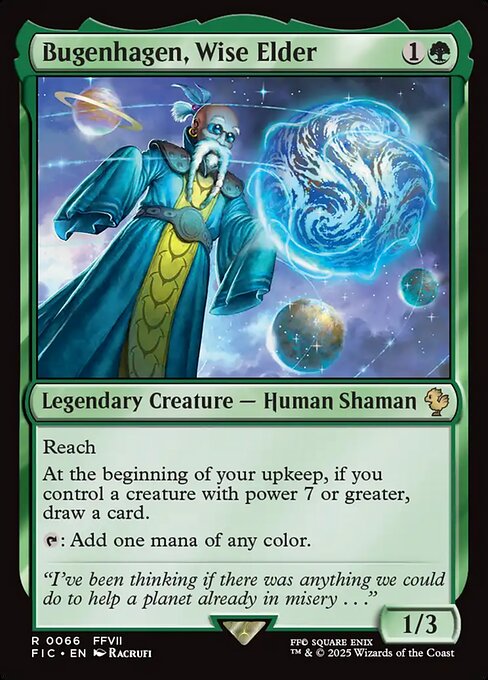 Bugenhagen, Wise Elder 1
Legendary Creature — Human Shaman
Reach
At the beginning of your upkeep, if you
control a creature with power 7 or greater,
draw a card.
: Add one mana of any color.
“I’ve been thinking if there was anything we could
do to help a planet already in misery . . .”
1/3
R 0066 FFVII
FIC • EN Racrufi
FF© SQUARE ENIX
™ & © 2025 Wizards of the Coast